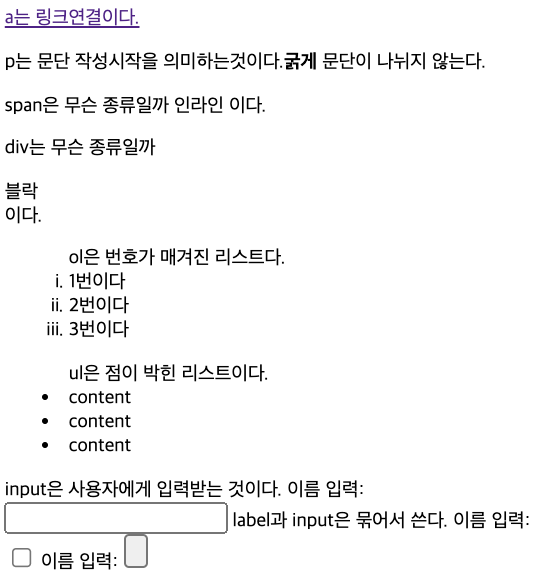 a는 링크연결이다.
p는 문단 작성시작을 의미하는것이다.굵게 문단이 나뉘지 않는다.
span은 무슨 종류일까 인라인 이다.
div는 무슨 종류일까
블락
이다.
ol은 번호가 매겨진 리스트다.
i. 1번이다
ii. 2번이다
iii. 3번이다
ul은 점이 박힌 리스트이다.
• content
• content
• content
input은 사용자에게 입력받는 것이다. 이름 입력:
label과 input은 묶어서 쓴다. 이름 입력:
이름 입력: